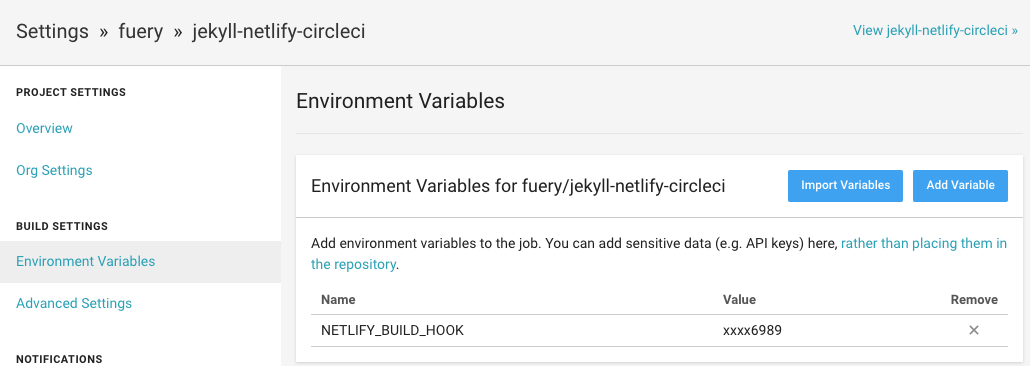 Settings » fuery » jekyll-netlify-circleci
View jekyll-netlify-circleci »
PROJECT SETTINGS
Overview
Org Settings
BUILD SETTINGS
Environment Variables
Advanced Settings
NOTIFICATIONS
Environment Variables
Environment Variables for fuery/jekyll-netlify-circleci
Import Variables
Add Variable
Add environment variables to the job. You can add sensitive data (e.g. API keys) here, rather than placing them in
the repository.
Name Value Remove
NETLIFY_BUILD_HOOK xxxx6989 ×